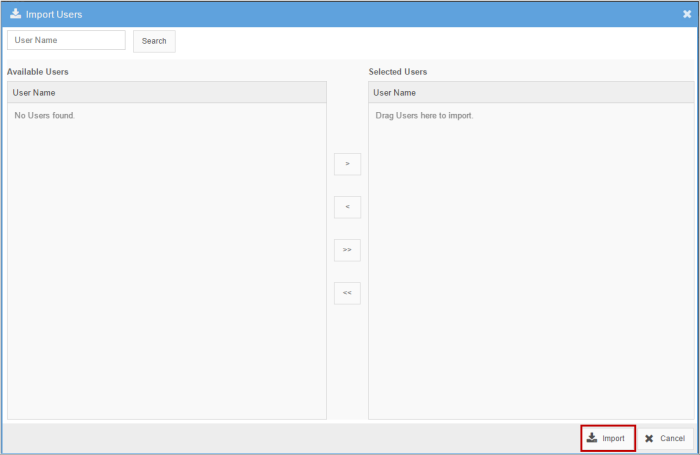 Import Users
User Name
Search
Available Users
Selected Users
User Name
User Name
No Users found.
Drag Users here to import.
>
<
>>
<<
Import
Cancel